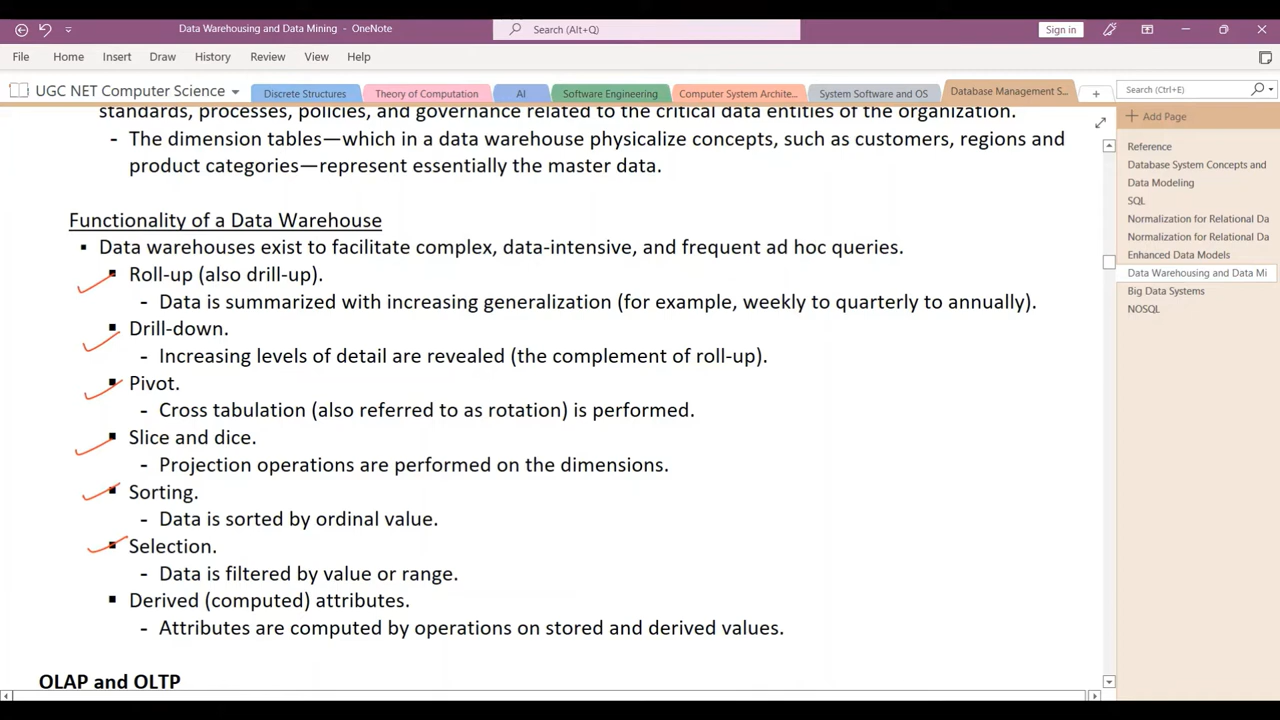 Data Warehousing and Data Mining - OneNote
Search (Alt+Q)
Sign in
File Home Insert Draw History Review View Help
UGC NET Computer Science
Discrete Structures
Theory of Computation
AI
Software Engineering
Computer System Archite...
System Software and OS
Database Management S...
Search (Ctrl+E)
Add Page
Reference
Database System Concepts and
Data Modeling
SQL
Normalization for Relational Da
Normalization for Relational Da
Enhanced Data Models
Data Warehousing and Data Mi
Big Data Systems
NOSQL
standards, processes, policies, and governance related to the critical data entities of the organization.
- The dimension tables—which in a data warehouse physicalize concepts, such as customers, regions and
product categories—represent essentially the master data.
Functionality of a Data Warehouse
▪ Data warehouses exist to facilitate complex, data-intensive, and frequent ad hoc queries.
▪ Roll-up (also drill-up).
- Data is summarized with increasing generalization (for example, weekly to quarterly to annually).
▪ Drill-down.
- Increasing levels of detail are revealed (the complement of roll-up).
▪ Pivot.
- Cross tabulation (also referred to as rotation) is performed.
▪ Slice and dice.
- Projection operations are performed on the dimensions.
▪ Sorting.
- Data is sorted by ordinal value.
▪ Selection.
- Data is filtered by value or range.
▪ Derived (computed) attributes.
- Attributes are computed by operations on stored and derived values.
OLAP and OLTP